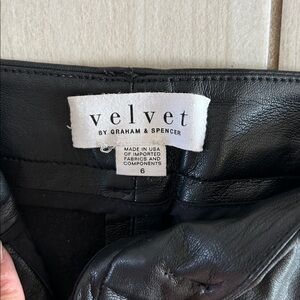 velvet
BY GRAHAM & SPENCER
MADE IN USA
OF IMPORTED
FABRICS AND
COMPONENTS
6